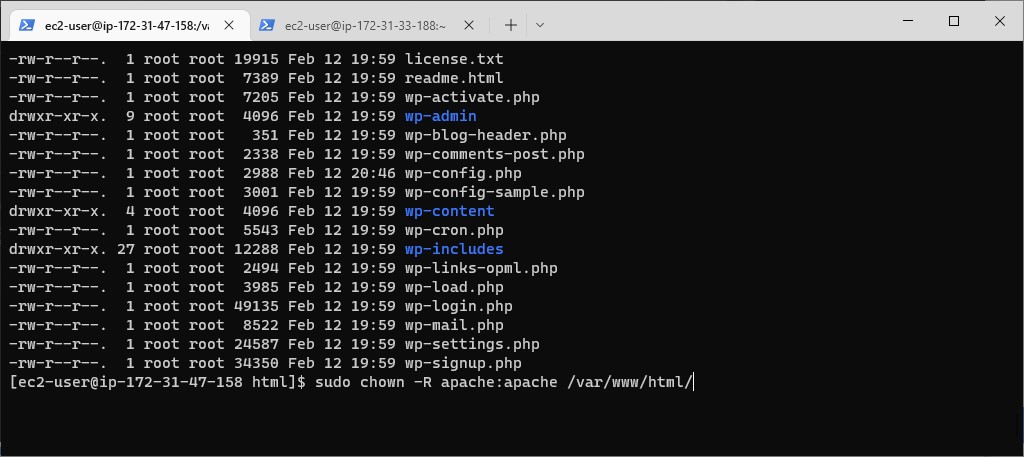 ec2-user@ip-172-31-47-158:/va
ec2-user@ip-172-31-33-188:~
-rw-r--r--.  1 root root 19915 Feb 12 19:59 license.txt
-rw-r--r--.  1 root root  7389 Feb 12 19:59 readme.html
-rw-r--r--.  1 root root  7205 Feb 12 19:59 wp-activate.php
drwxr-xr-x.  9 root root  4096 Feb 12 19:59 wp-admin
-rw-r--r--.  1 root root   351 Feb 12 19:59 wp-blog-header.php
-rw-r--r--.  1 root root  2338 Feb 12 19:59 wp-comments-post.php
-rw-r--r--.  1 root root  2988 Feb 12 20:46 wp-config.php
-rw-r--r--.  1 root root  3001 Feb 12 19:59 wp-config-sample.php
drwxr-xr-x.  4 root root  4096 Feb 12 19:59 wp-content
-rw-r--r--.  1 root root  5543 Feb 12 19:59 wp-cron.php
drwxr-xr-x. 27 root root 12288 Feb 12 19:59 wp-includes
-rw-r--r--.  1 root root  2494 Feb 12 19:59 wp-links-opml.php
-rw-r--r--.  1 root root  3985 Feb 12 19:59 wp-load.php
-rw-r--r--.  1 root root 49135 Feb 12 19:59 wp-login.php
-rw-r--r--.  1 root root  8522 Feb 12 19:59 wp-mail.php
-rw-r--r--.  1 root root 24587 Feb 12 19:59 wp-settings.php
-rw-r--r--.  1 root root 34350 Feb 12 19:59 wp-signup.php
[ec2-user@ip-172-31-47-158 html]$ sudo chown -R apache:apache /var/www/html/